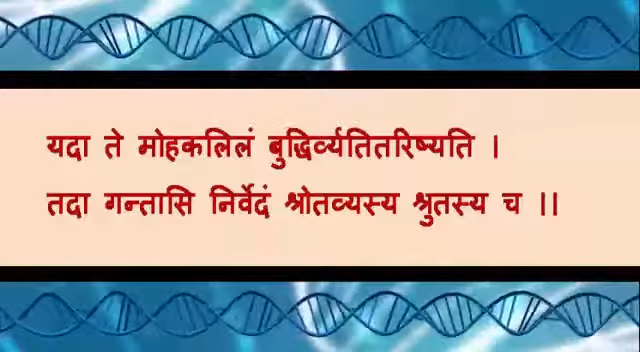 यदा ते मोहकलिलं बुद्धिर्व्यतितरिष्यति ।
तदा गन्तासि निर्वेदं श्रोतव्यस्य श्रुतस्य च ।।